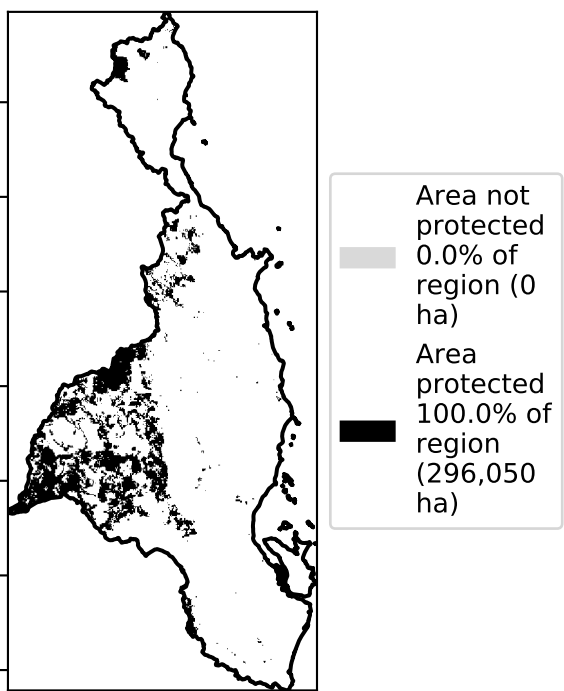 Area not
protected
0.0% of
region (0
ha)
Area
protected
100.0% of
region
(296,050
ha)